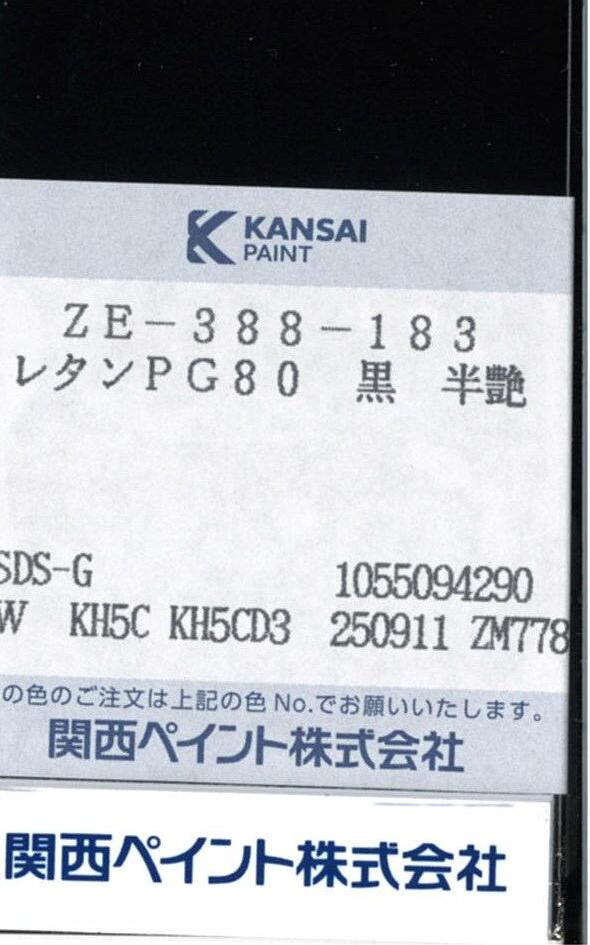 KANSAI
PAINT
ZE-388-183
レタンPG80 黒 半艶
SDS-G 1055094290
W KH5C KH5CD3 250911 ZM778
の色のご注文は上記の色No.でお願いいたします。
関西ペイント株式会社
関西ペイント株式会社